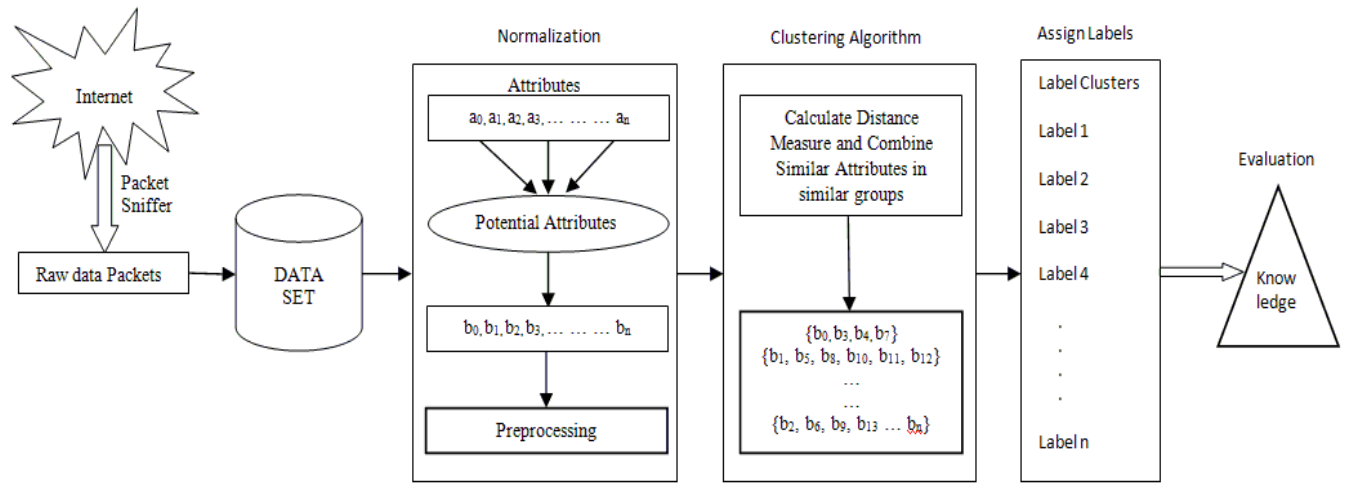 Internet
Packet
Sniffer
Raw data Packets
DATA
SET
Normalization
Attributes
a₀, a₁, a₂, a₃, … … … aₙ
Potential Attributes
b₀, b₁, b₂, b₃, … … … bₙ
Preprocessing
Clustering Algorithm
Calculate Distance
Measure and Combine
Similar Attributes in
similar groups
{b₀, b₃, b₄, b₇}
{b₁, b₅, b₈, b₁₀, b₁₁, b₁₂}
…
…
{b₂, b₆, b₉, b₁₃ … bₙ}
Assign Labels
Label Clusters
Label 1
Label 2
Label 3
Label 4
.
.
.
.
Label n
Evaluation
Know
ledge